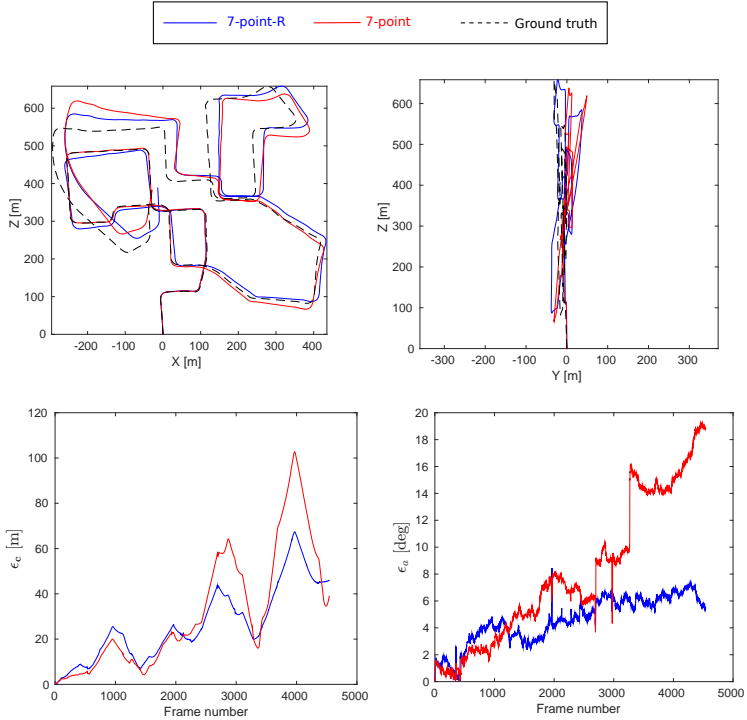 7-point-R 7-point Ground truth
600
500
400
300
200
100
0
Z [m]
-200 -100 0 100 200 300 400
X [m]
600
500
400
300
200
100
0
Z [m]
-300 -200 -100 0 100 200 300
Y [m]
120
100
80
60
40
20
0
ϵc [m]
0 1000 2000 3000 4000 5000
Frame number
20
18
16
14
12
10
8
6
4
2
0
ϵa [deg]
0 1000 2000 3000 4000 5000
Frame number